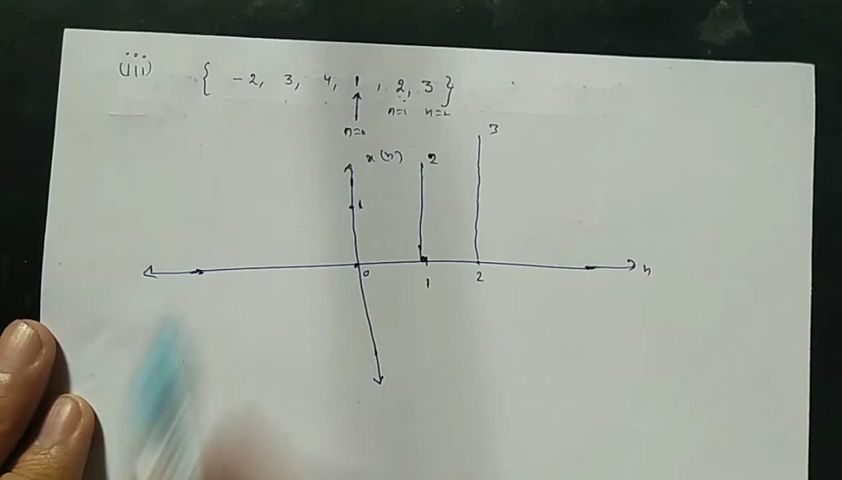 (iii) { -2, 3, 4, 1, 2, 3 }
n=0 n=1 n=2
x(n) 2 3
1
0 1 2 n